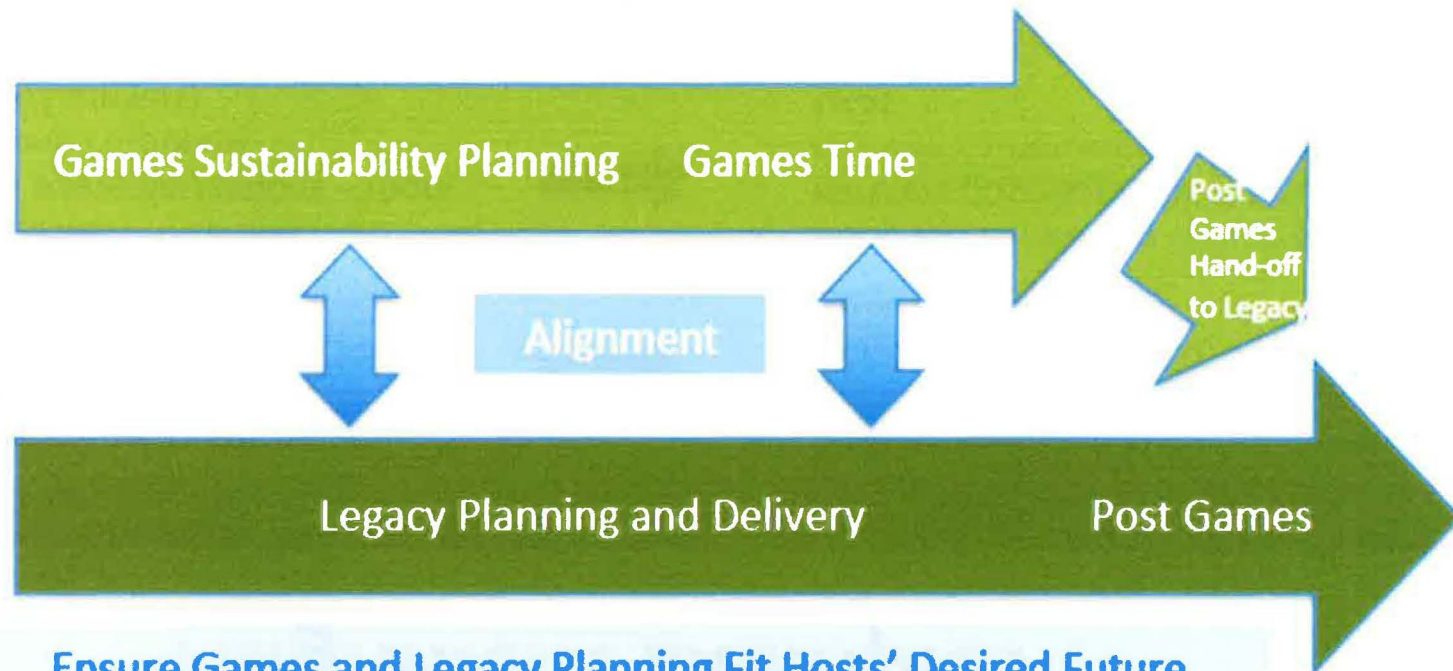 Games Sustainability Planning Games Time
Post
Games
Hand-off
to Legacy
Alignment
Legacy Planning and Delivery Post Games
Ensure Games and Legacy Planning Fit Hosts' Desired Future